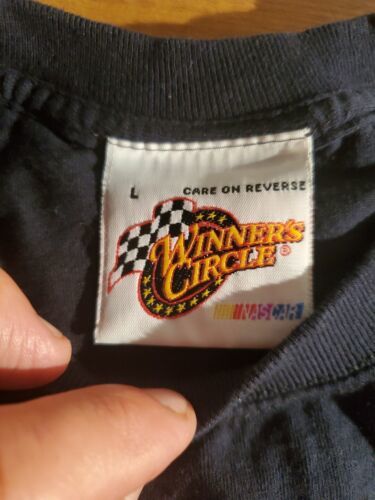 L CARE ON REVERSE
WINNER'S
CIRCLE®
NASCAR